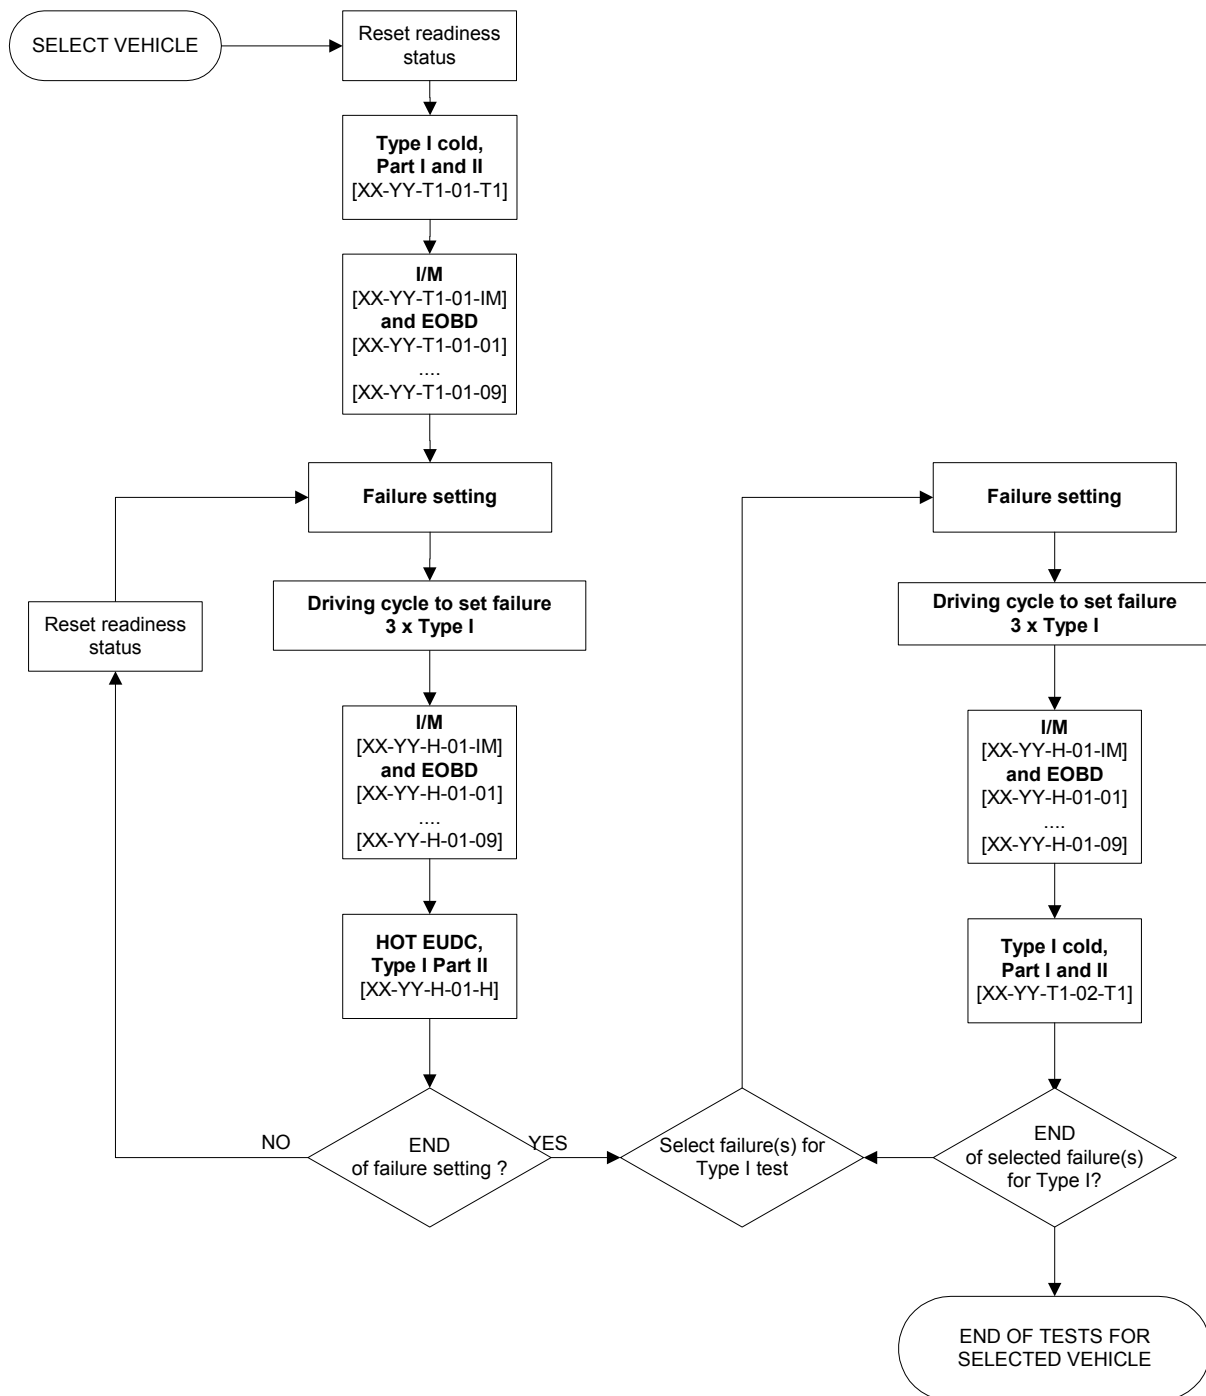 SELECT VEHICLE
Reset readiness
status
Type I cold,
Part I and II
[XX-YY-T1-01-T1]
I/M
[XX-YY-T1-01-IM]
and EOBD
[XX-YY-T1-01-01]
....
[XX-YY-T1-01-09]
Failure setting
Driving cycle to set failure
3 x Type I
Reset readiness
status
I/M
[XX-YY-H-01-IM]
and EOBD
[XX-YY-H-01-01]
....
[XX-YY-H-01-09]
HOT EUDC,
Type I Part II
[XX-YY-H-01-H]
END
of failure setting ?
NO
YES
Select failure(s) for
Type I test
Failure setting
Driving cycle to set failure
3 x Type I
I/M
[XX-YY-H-01-IM]
and EOBD
[XX-YY-H-01-01]
....
[XX-YY-H-01-09]
Type I cold,
Part I and II
[XX-YY-T1-02-T1]
END
of selected failure(s)
for Type I?
END OF TESTS FOR
SELECTED VEHICLE